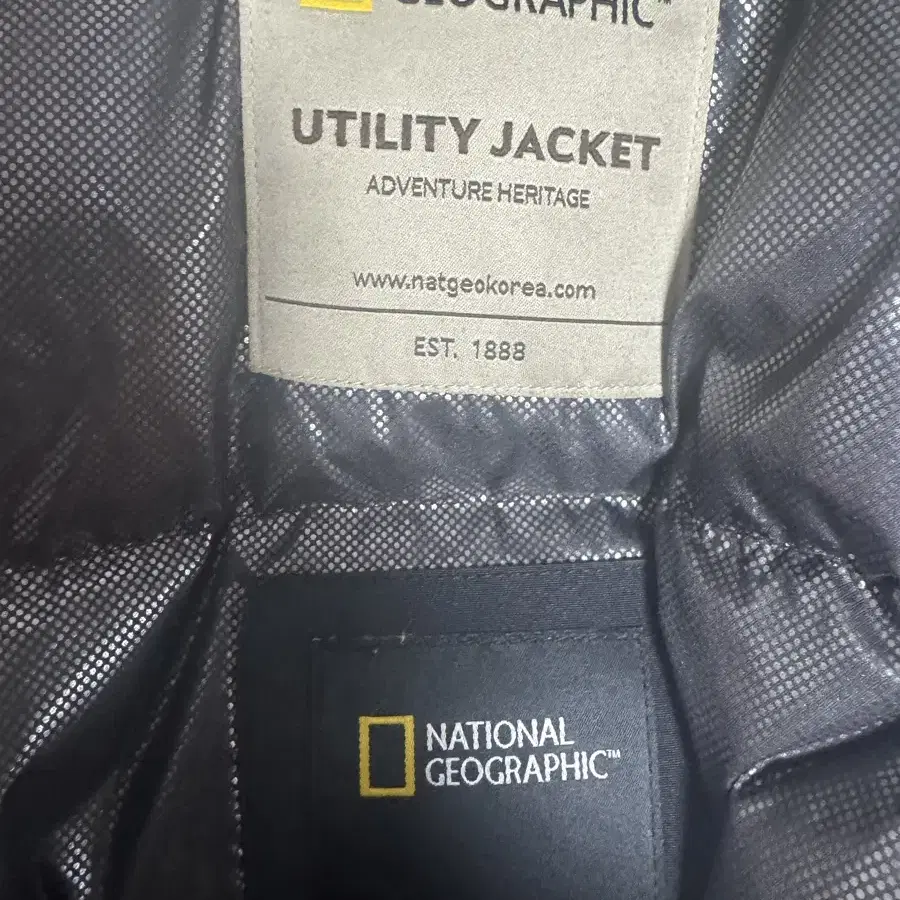 GEOGRAPHIC™
UTILITY JACKET
ADVENTURE HERITAGE
www.natgeokorea.com
EST. 1888
NATIONAL
GEOGRAPHIC™